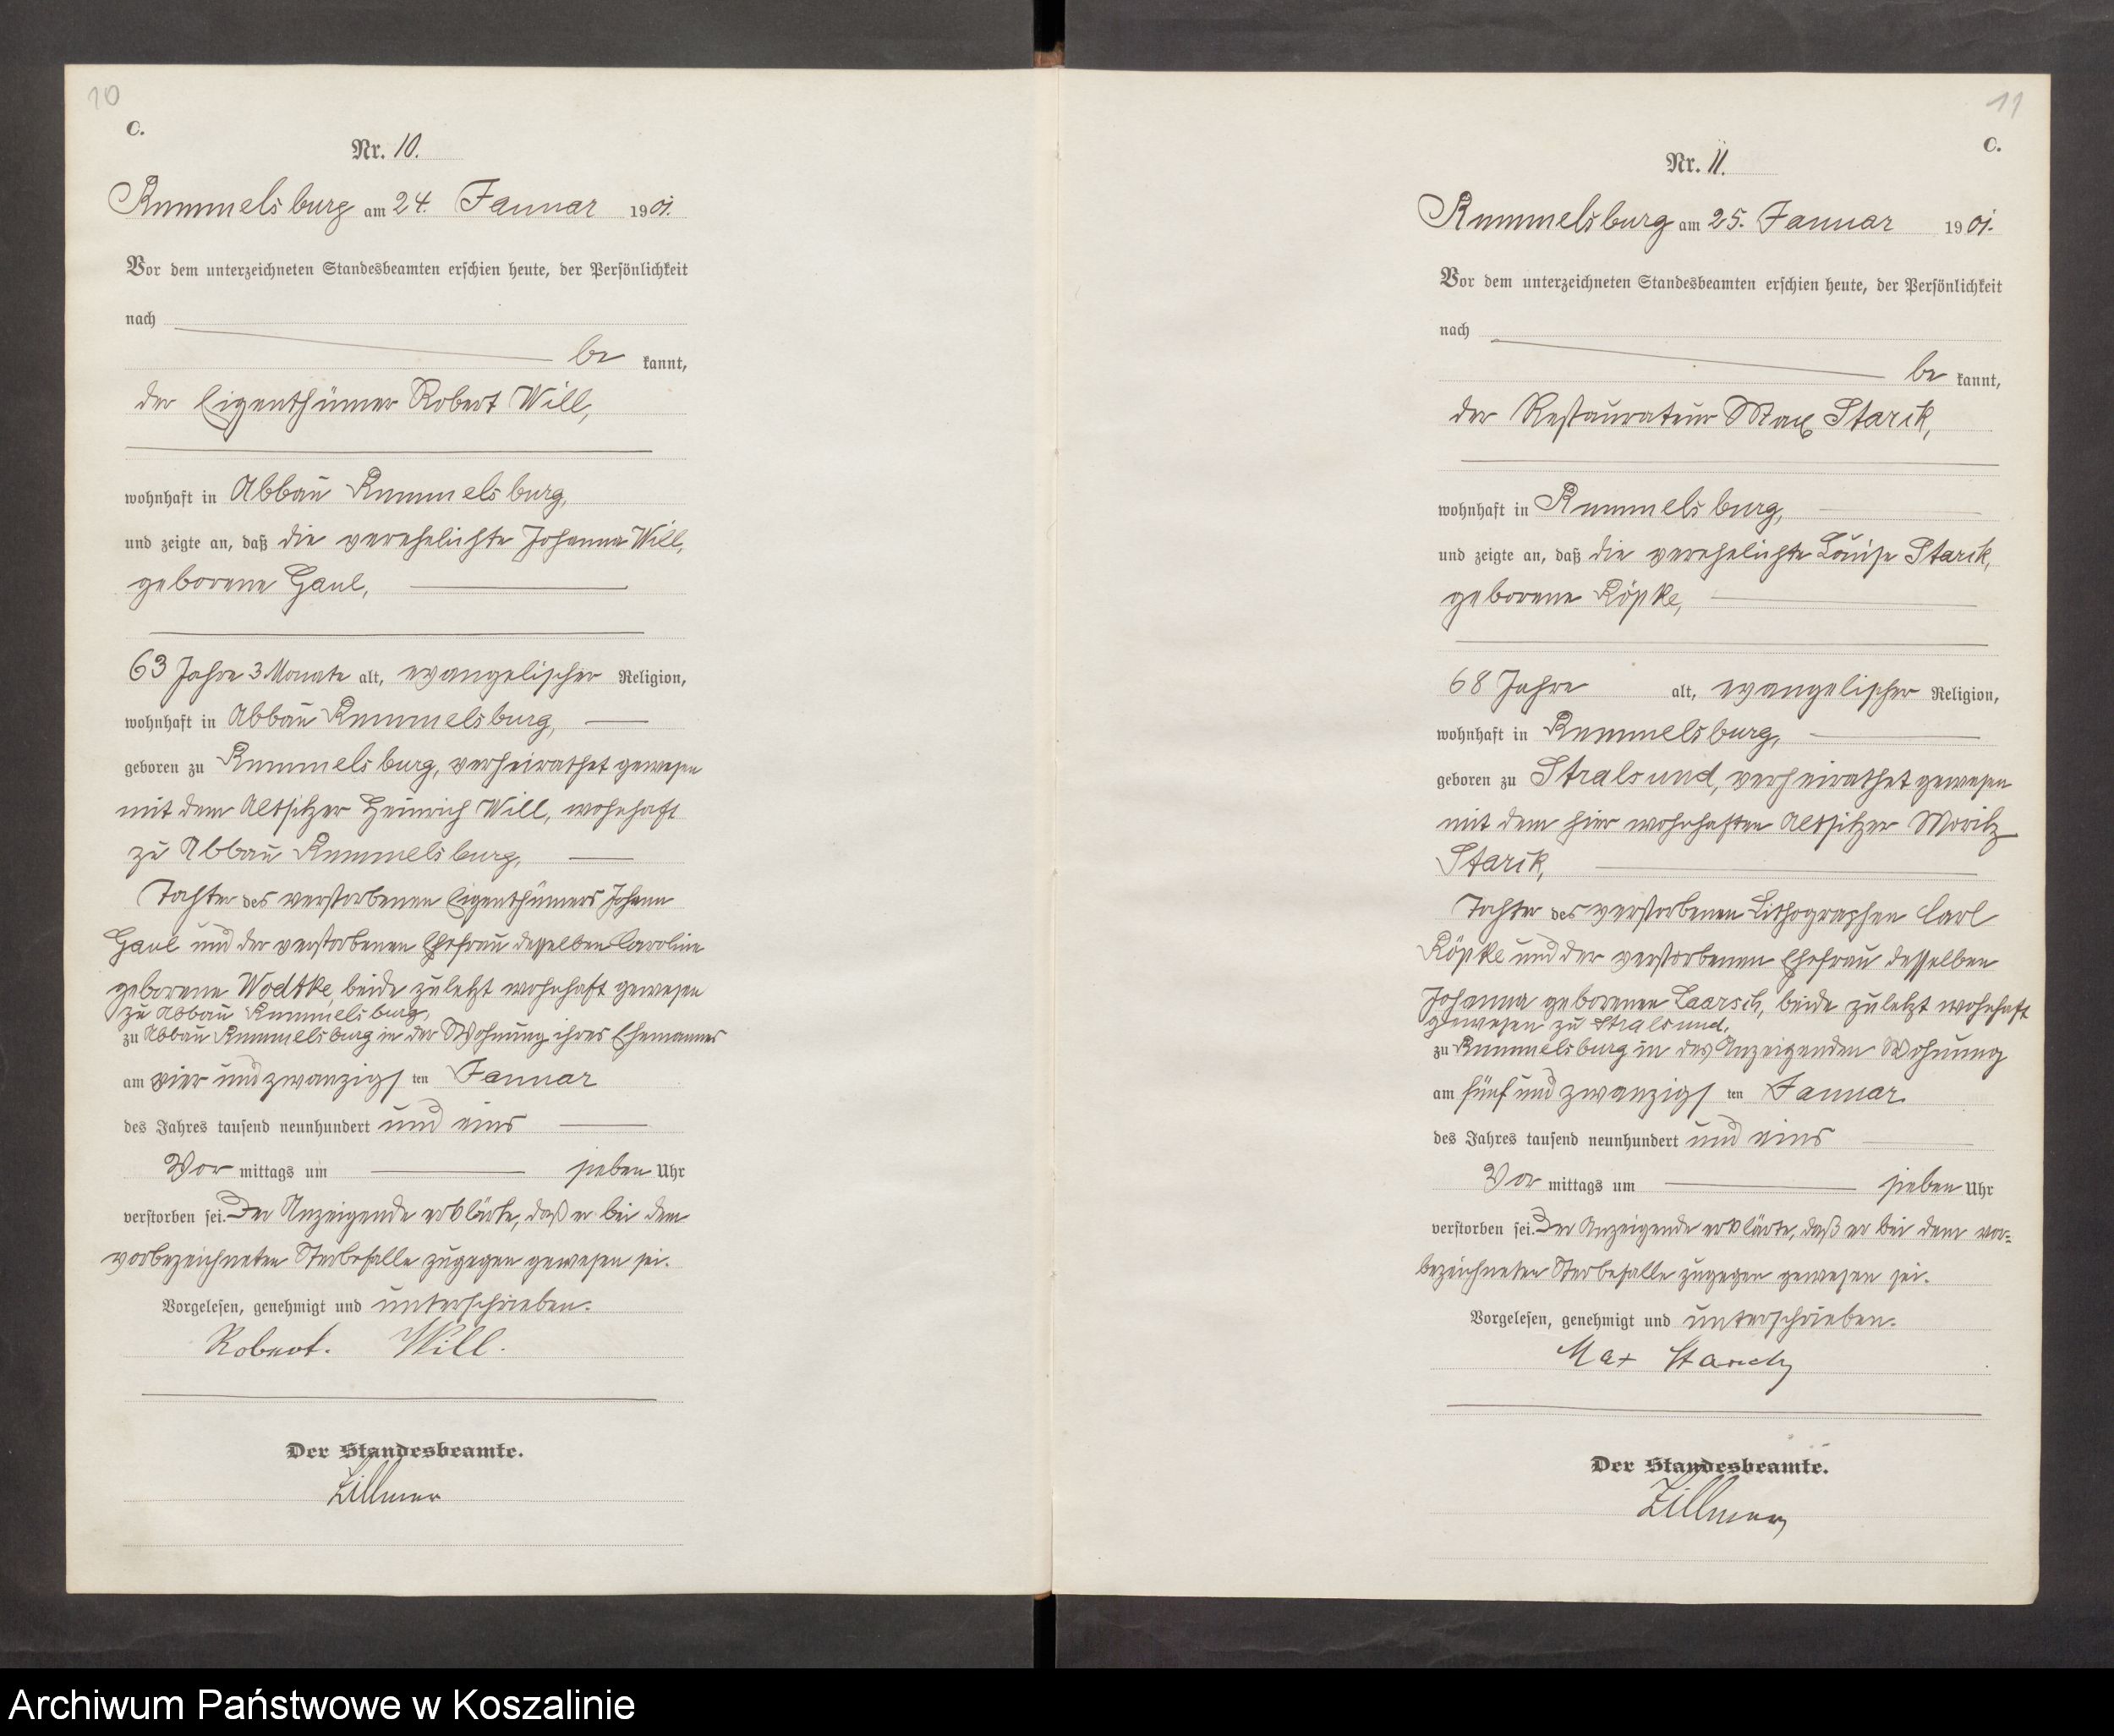 10
C.
Nr. 10.
Rummelsburg am 24. Januar 1901.
Vor dem unterzeichneten Standesbeamten erschien heute, der Persönlichkeit
nach
be kannt,
der Eigenthümer Robert Will,
wohnhaft in Abbau Rummelsburg,
und zeigte an, daß die verehelichte Johanna Will,
geborene Gaul,
63 Jahre 3 Monate alt, evangelischer Religion,
wohnhaft in Abbau Rummelsburg,
geboren zu Rummelsburg, verheirathet gewesen
mit dem Altsitzer Heinrich Will, wohnhaft
zu Abbau Rummelsburg,
Tochter des verstorbenen Eigenthümers Johann
Gaul und der verstorbenen Ehefrau desselben Caroline
geborene Wodtke, beide zuletzt wohnhaft gewesen
zu Abbau Rummelsburg,
zu Abbau Rummelsburg in der Wohnung ihres Ehemannes
am vier und zwanzigs ten Januar
des Jahres tausend neunhundert und eins
Vor mittags um sieben Uhr
verstorben sei. Der Anzeigende erklärte, daß er bei dem
vorbezeichneten Sterbefalle zugegen gewesen sei.
Vorgelesen, genehmigt und unterschrieben.
Robert. Will.
Der Standesbeamte.
Zillmer
11
C.
Nr. 11.
Rummelsburg am 25. Januar 1901.
Vor dem unterzeichneten Standesbeamten erschien heute, der Persönlichkeit
nach
be kannt,
der Restaurateur Max Starik,
wohnhaft in Rummelsburg,
und zeigte an, daß die verehelichte Louise Starik,
geborene Röpke,
68 Jahre alt, evangelischer Religion,
wohnhaft in Rummelsburg,
geboren zu Stralsund, verheirathet gewesen
mit dem hier wohnhaften Altsitzer Moritz
Starik,
Tochter des verstorbenen Lithographen Carl
Röpke und der verstorbenen Ehefrau desselben
Johanna geborenen Laarsch, beide zuletzt wohnhaft
gewesen zu Stralsund,
zu Rummelsburg in des Anzeigenden Wohnung
am fünf und zwanzigs ten Januar
des Jahres tausend neunhundert und eins
Vor mittags um sieben Uhr
verstorben sei. Der Anzeigende erklärte, daß er bei dem vor=
bezeichneten Sterbefalle zugegen gewesen sei.
Vorgelesen, genehmigt und unterschrieben.
Max
Der Standesbeamte.
Zillmer
Archiwum Państwowe w Koszalinie